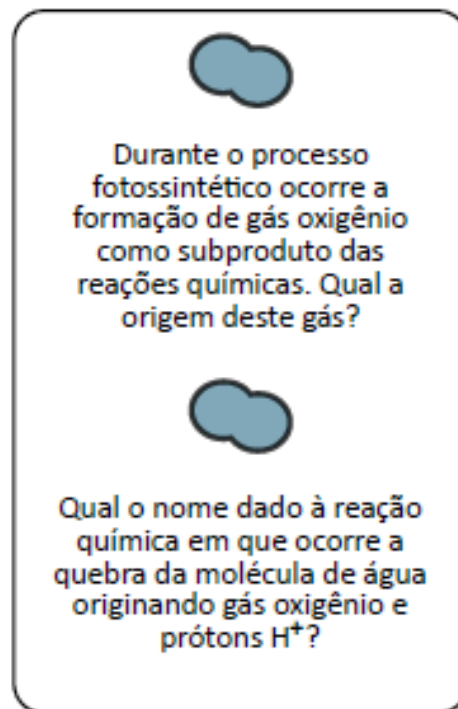 Durante o processo
fotossintético ocorre a
formação de gás oxigênio
como subproduto das
reações químicas. Qual a
origem deste gás?
Qual o nome dado à reação
química em que ocorre a
quebra da molécula de água
originando gás oxigênio e
prótons H⁺?